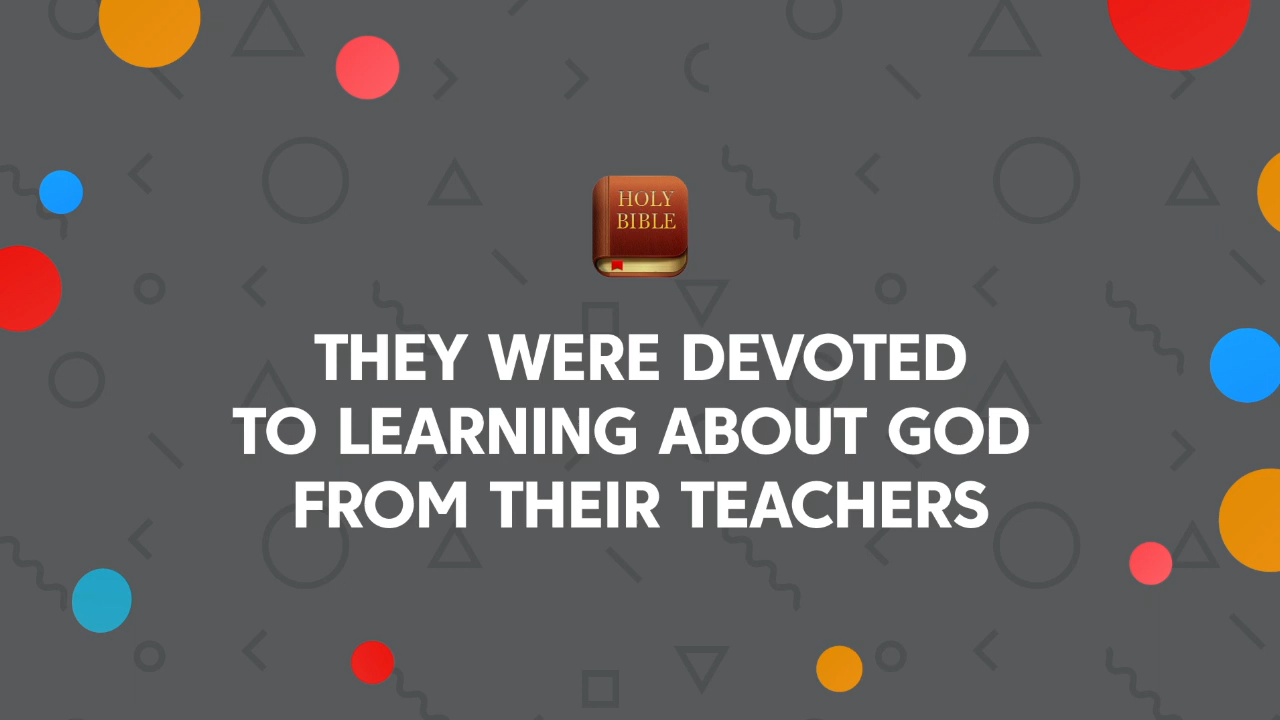 HOLY
BIBLE
THEY WERE DEVOTED
TO LEARNING ABOUT GOD
FROM THEIR TEACHERS